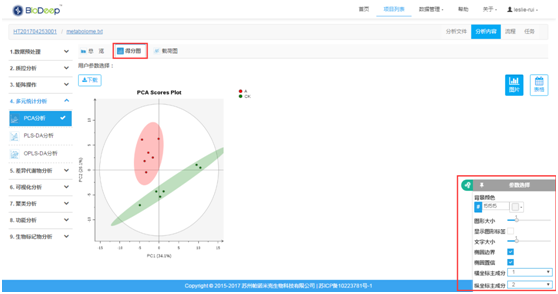 BioDeep
首页 项目列表 数据管理 帮助 关于 leslie-rui
HT201704253001 / metabolome.txt
分析文档 分析内容 流程 任务
1.数据预处理
2. 质控分析
3. 矩阵操作
4. 多元统计分析
PCA分析
PLS-DA分析
OPLS-DA分析
5. 差异代谢物分析
6. 可视化分析
7. 聚类分析
8. 功能分析
9. 生物标记物分析
总 览 得分图 载荷图
用户参数选择:
下载
图片 表格
PCA Scores Plot
A
CK
PC1 (34.2%)
参数选择
背景颜色
# f5f5f5
图形大小
显示图形标签
文字大小
椭圆边界
椭圆置信
横坐标主成分 1
纵坐标主成分 2
Copyright © 2015-2017 苏州帕诺米克生物科技有限公司 | 苏ICP备10223781号-1